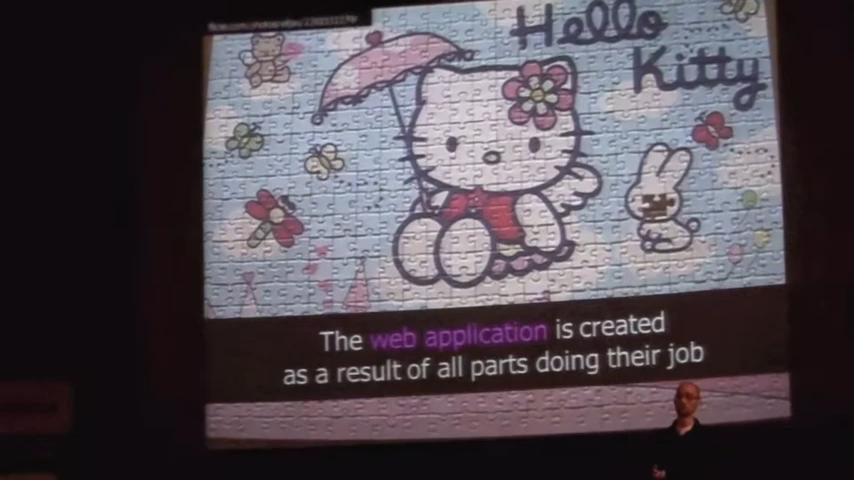 Hello
Kitty
The web application is created
as a result of all parts doing their job